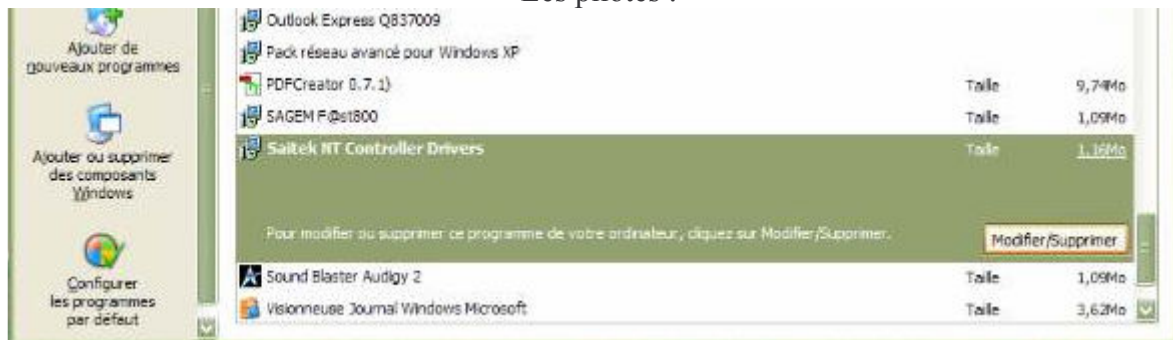 Les pilotes :
Ajouter de
nouveaux programmes
Ajouter ou supprimer
des composants
Windows
Configurer
les programmes
par défaut
Outlook Express Q837009
Pack réseau avancé pour Windows XP
PDFCreator 0.7.1) Taille 9,74Mo
SAGEM F@st800 Taille 1,09Mo
Saitek NT Controller Drivers Taille 1,16Mo
Pour modifier ou supprimer ce programme de votre ordinateur, cliquez sur Modifier/Supprimer. Modifier/Supprimer
Sound Blaster Audigy 2 Taille 1,09Mo
Visionneuse Journal Windows Microsoft Taille 3,62Mo